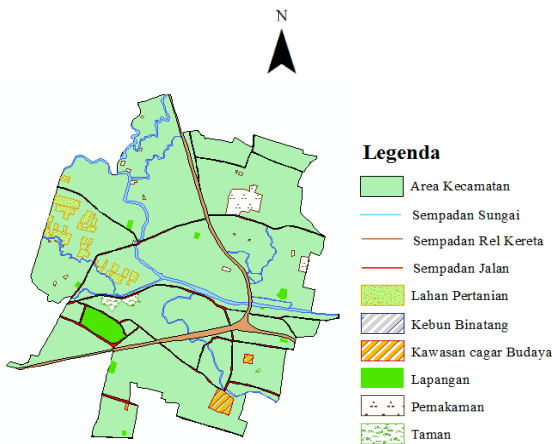 N
Legenda
Area Kecamatan
Sempadan Sungai
Sempadan Rel Kereta
Sempadan Jalan
Lahan Pertanian
Kebun Binatang
Kawasan cagar Budaya
Lapangan
Pemakaman
Taman